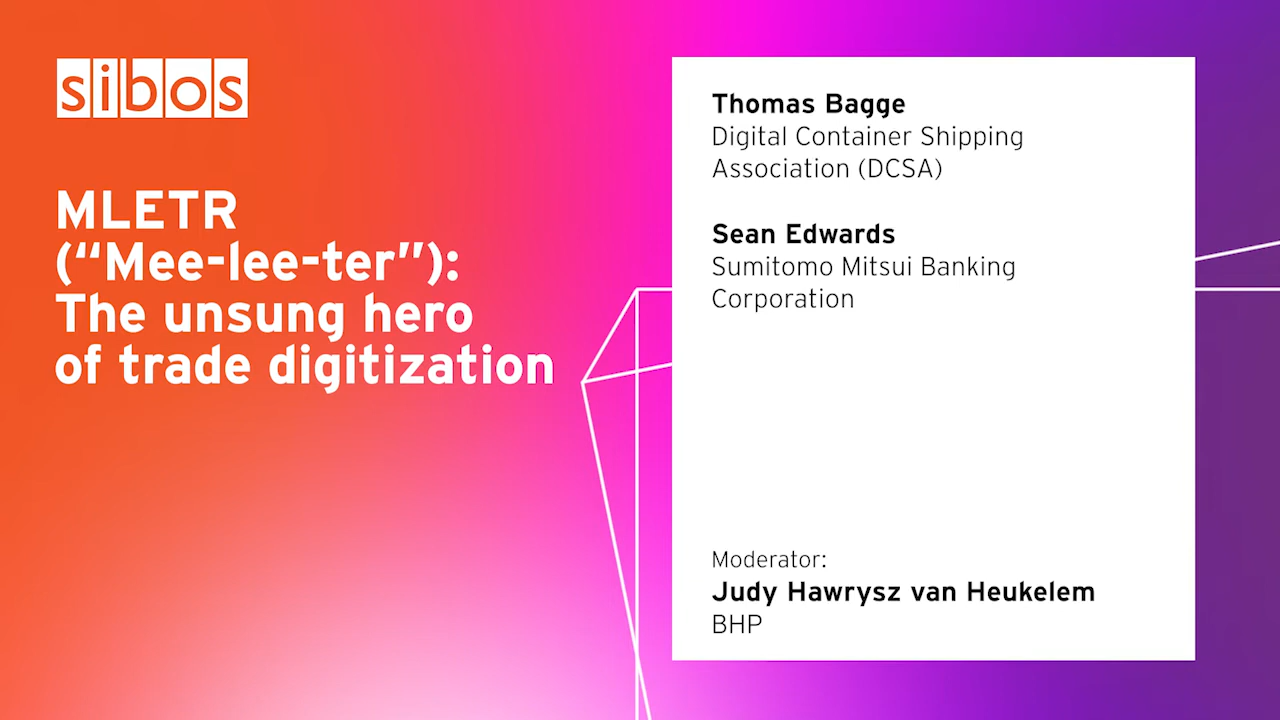 sibos
MLETR
(“Mee-lee-ter”):
The unsung hero
of trade digitization
Thomas Bagge
Digital Container Shipping
Association (DCSA)
Sean Edwards
Sumitomo Mitsui Banking
Corporation
Moderator:
Judy Hawrysz van Heukelem
BHP